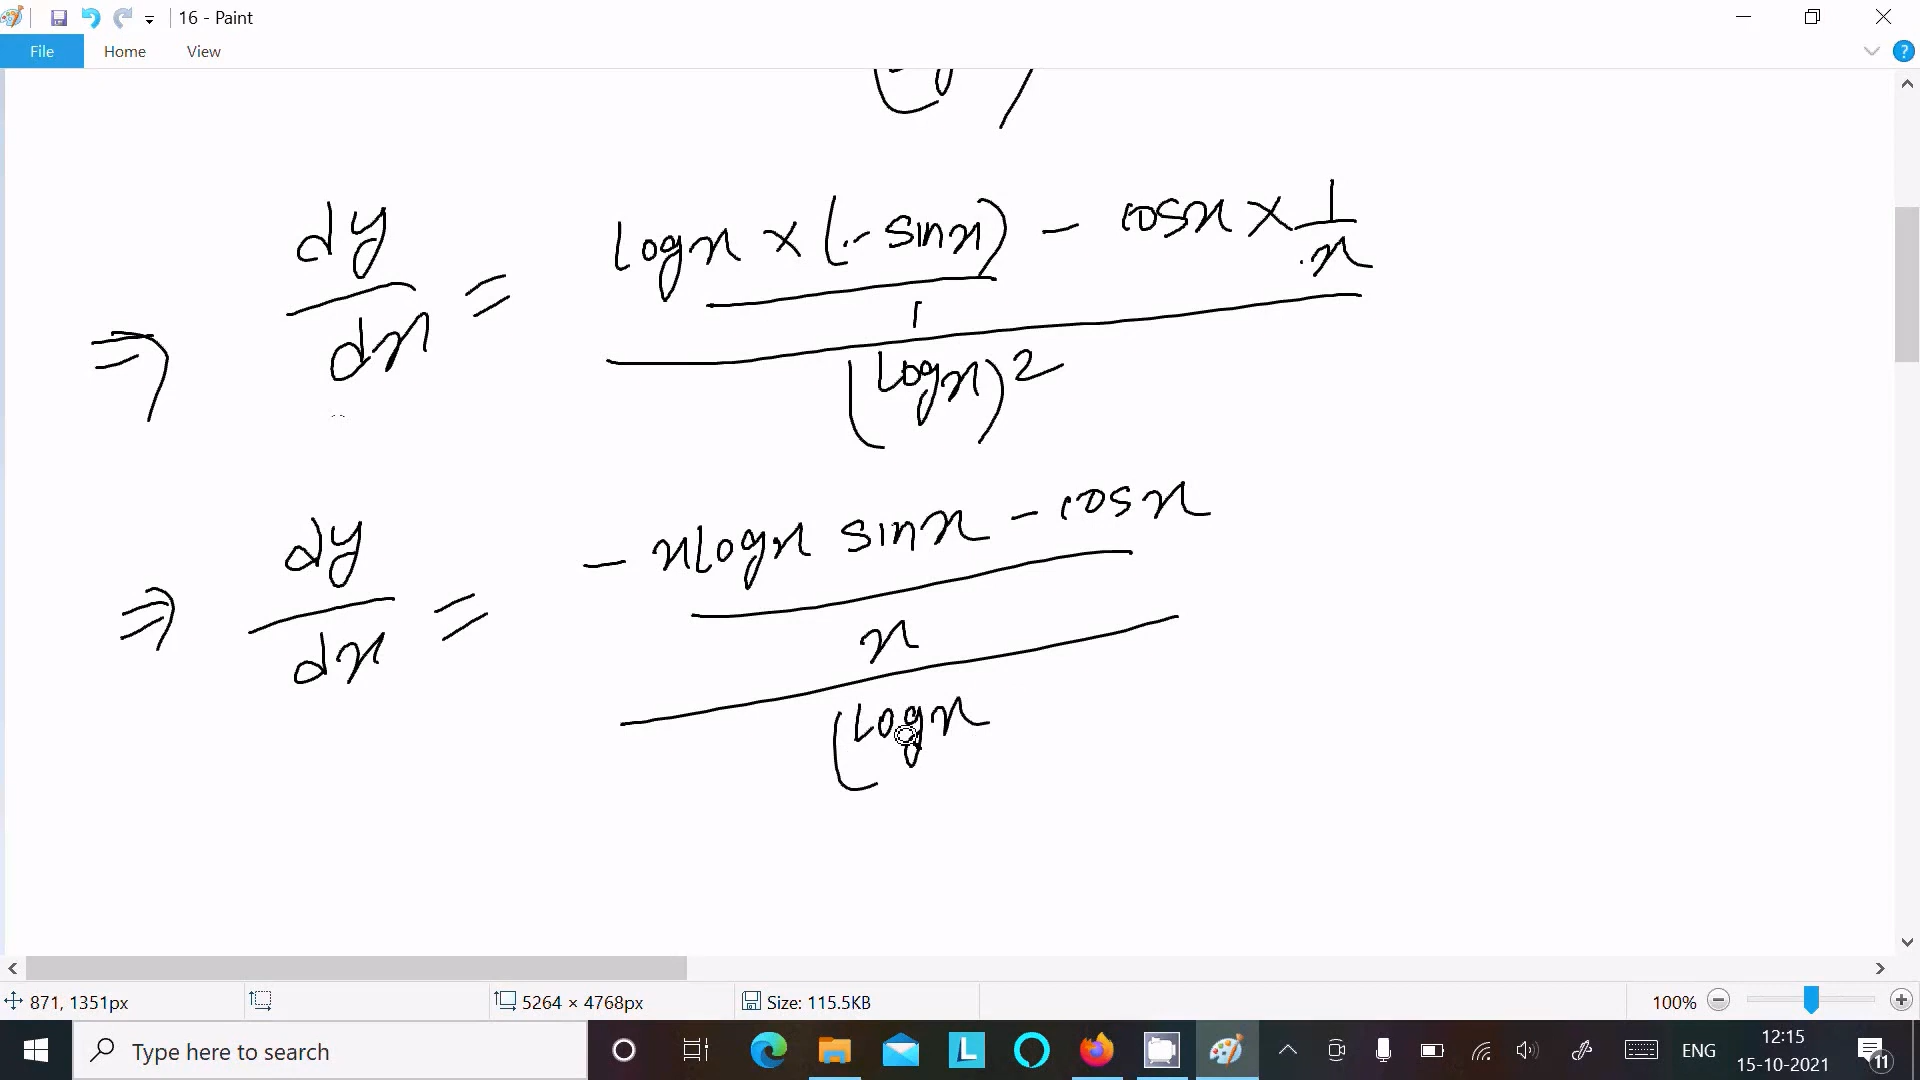 16 - Paint
File Home View
dy/dx = (logx × (-sinx)/1 - cosx × 1/x)/(logx)²
⇒ dy/dx = (-xlogx sinx - cosx)/x/(logx
871, 1351px 5264 × 4768px Size: 115.5KB 100%
Type here to search ENG 12:15
15-10-2021 11